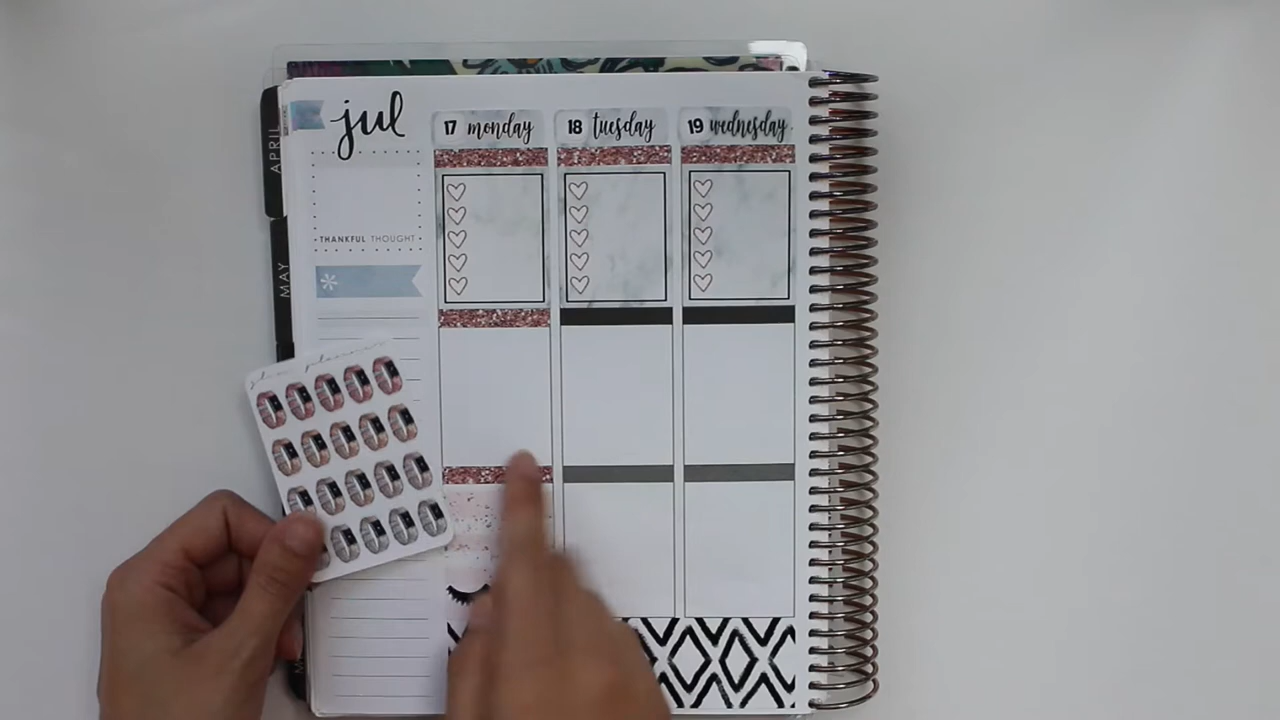 jul
17 monday
18 tuesday
19 wednesday
THANKFUL THOUGHT
APRIL
MAY